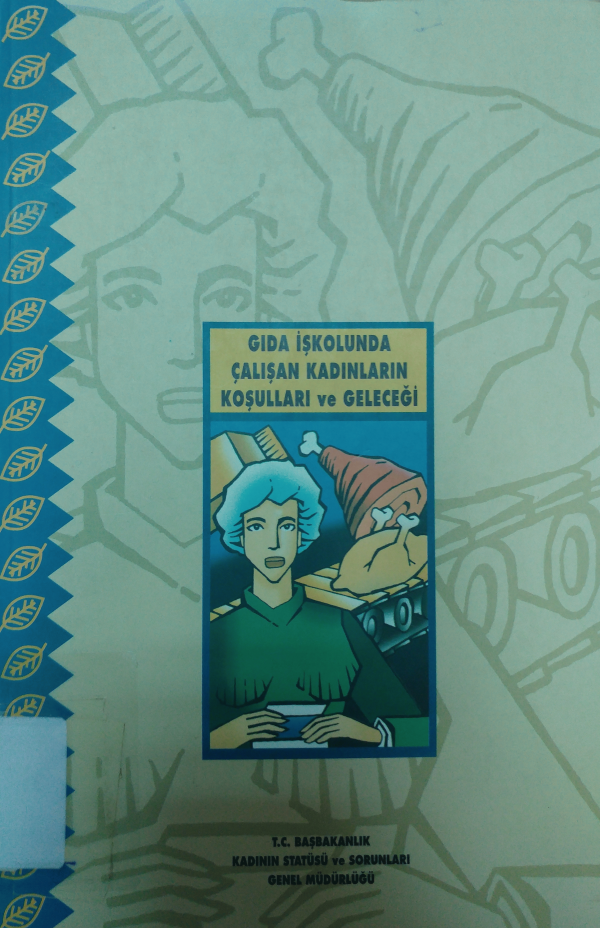 GIDA İŞKOLUNDA
ÇALIŞAN KADINLARIN
KOŞULLARI ve GELECEĞİ
T.C. BAŞBAKANLIK
KADININ STATÜSÜ ve SORUNLARI
GENEL MÜDÜRLÜĞÜ